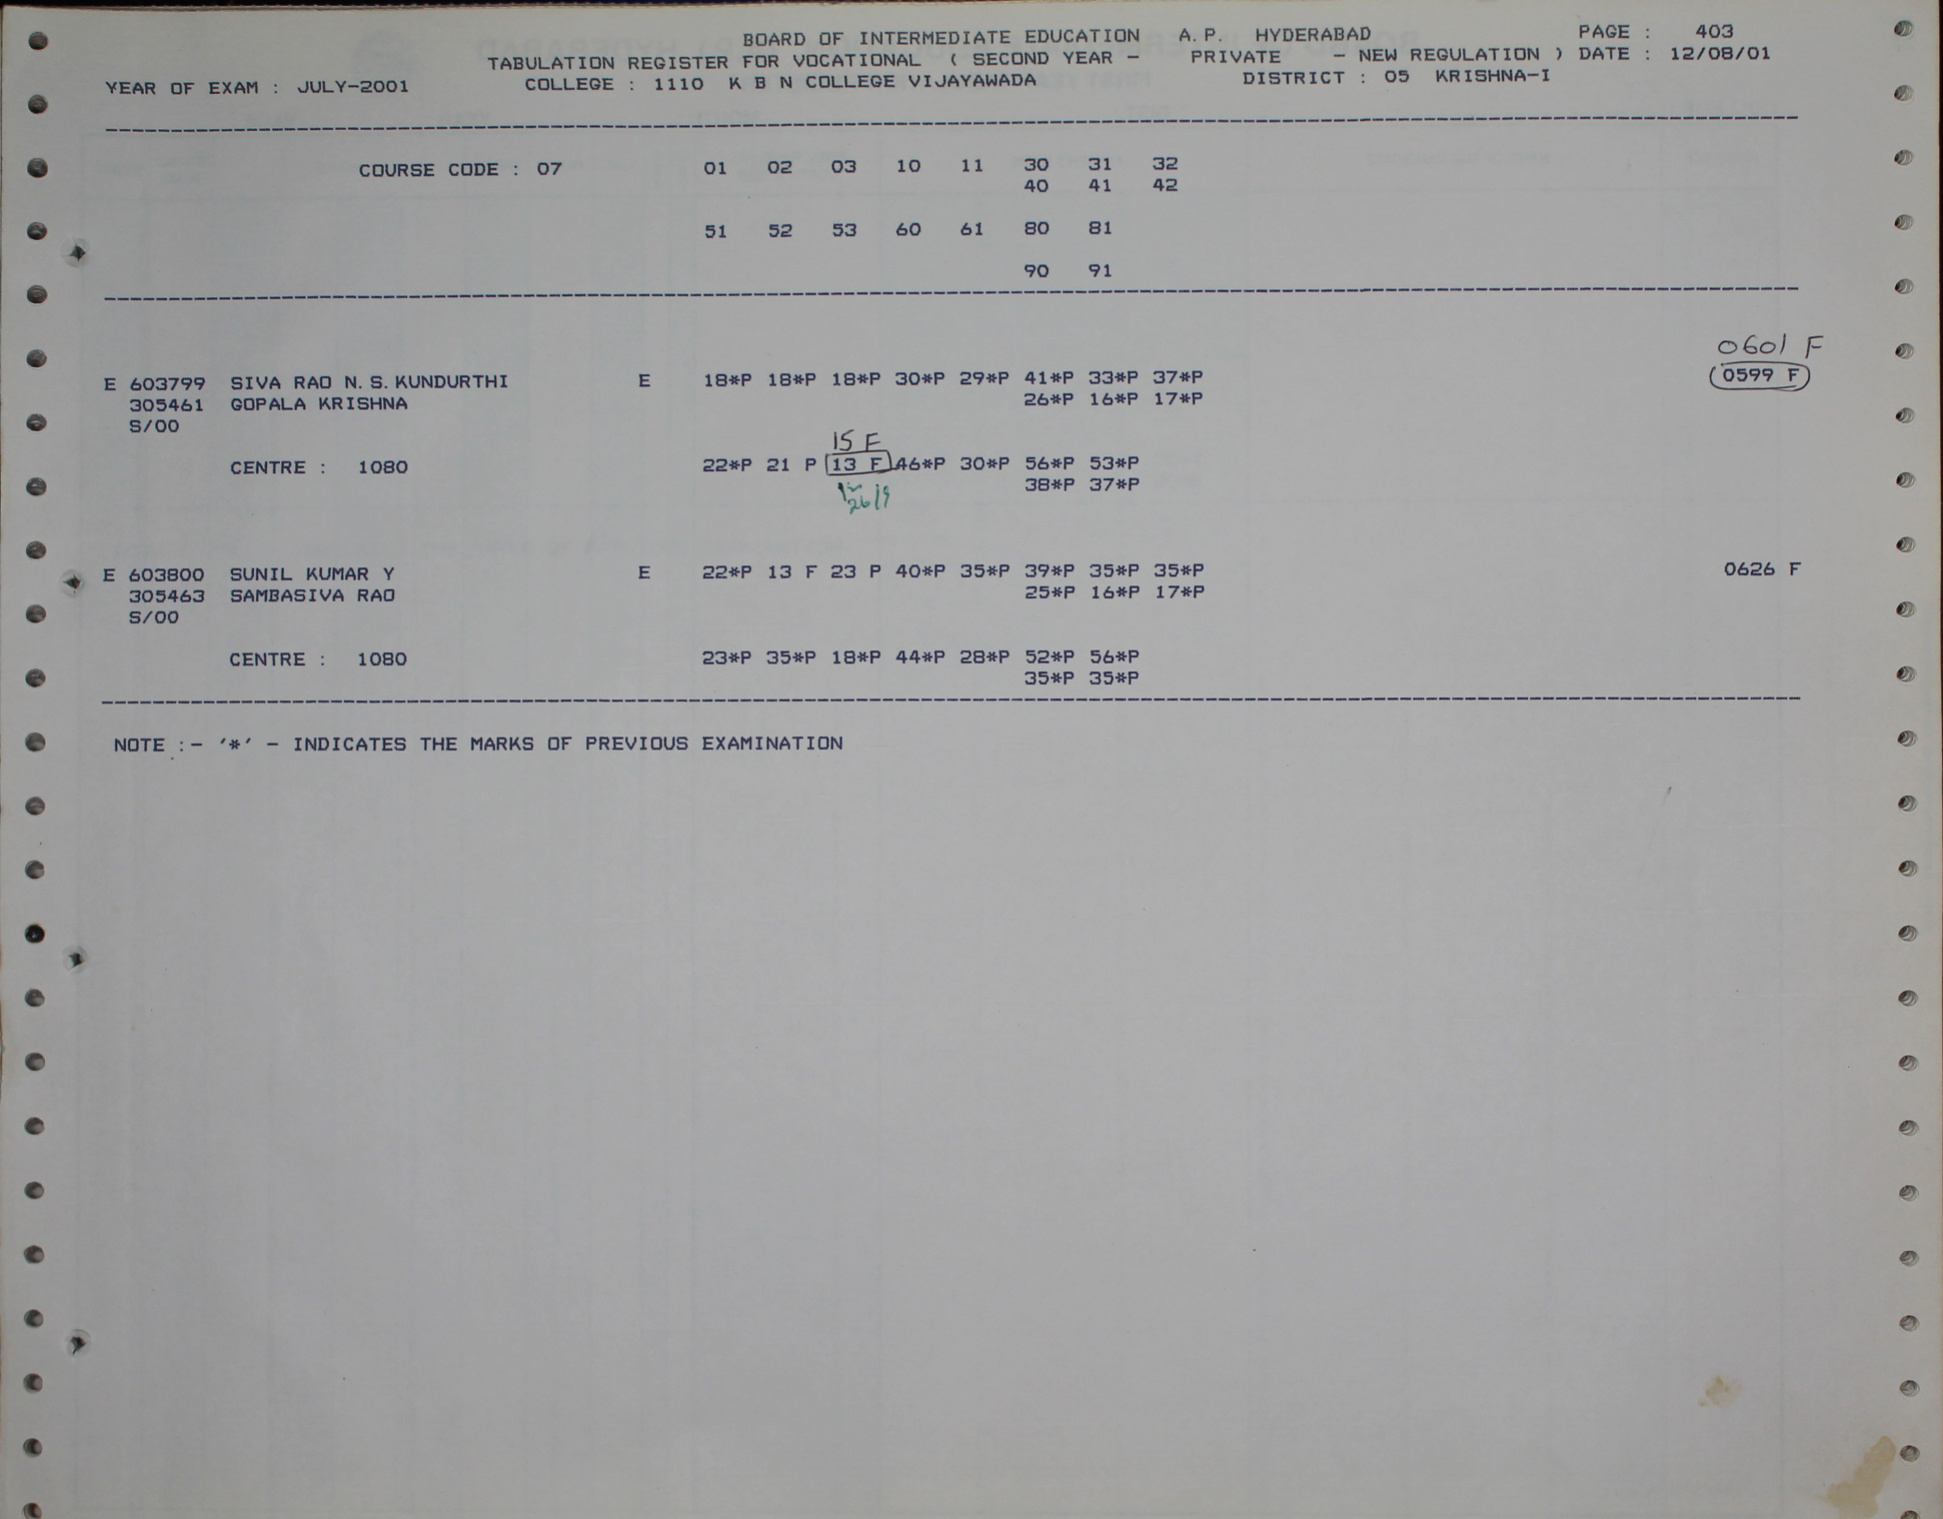 BOARD OF INTERMEDIATE EDUCATION A.P. HYDERABAD PAGE : 403
TABULATION REGISTER FOR VOCATIONAL ( SECOND YEAR - PRIVATE - NEW REGULATION ) DATE : 12/08/01
YEAR OF EXAM : JULY-2001 COLLEGE : 1110 K B N COLLEGE VIJAYAWADA DISTRICT : 05 KRISHNA-I
COURSE CODE : 07 01 02 03 10 11 30 31 32
40 41 42
51 52 53 60 61 80 81
90 91
0601 F
E 603799 SIVA RAO N.S.KUNDURTHI E 18*P 18*P 18*P 30*P 29*P 41*P 33*P 37*P 0599 F
305461 GOPALA KRISHNA 26*P 16*P 17*P
S/00
15 F
CENTRE : 1080 22*P 21 P 13 F 46*P 30*P 56*P 53*P
38*P 37*P
26/9
E 603800 SUNIL KUMAR Y E 22*P 13 F 23 P 40*P 35*P 39*P 35*P 35*P 0626 F
305463 SAMBASIVA RAO 25*P 16*P 17*P
S/00
CENTRE : 1080 23*P 35*P 18*P 44*P 28*P 52*P 56*P
35*P 35*P
NOTE :- '*' - INDICATES THE MARKS OF PREVIOUS EXAMINATION